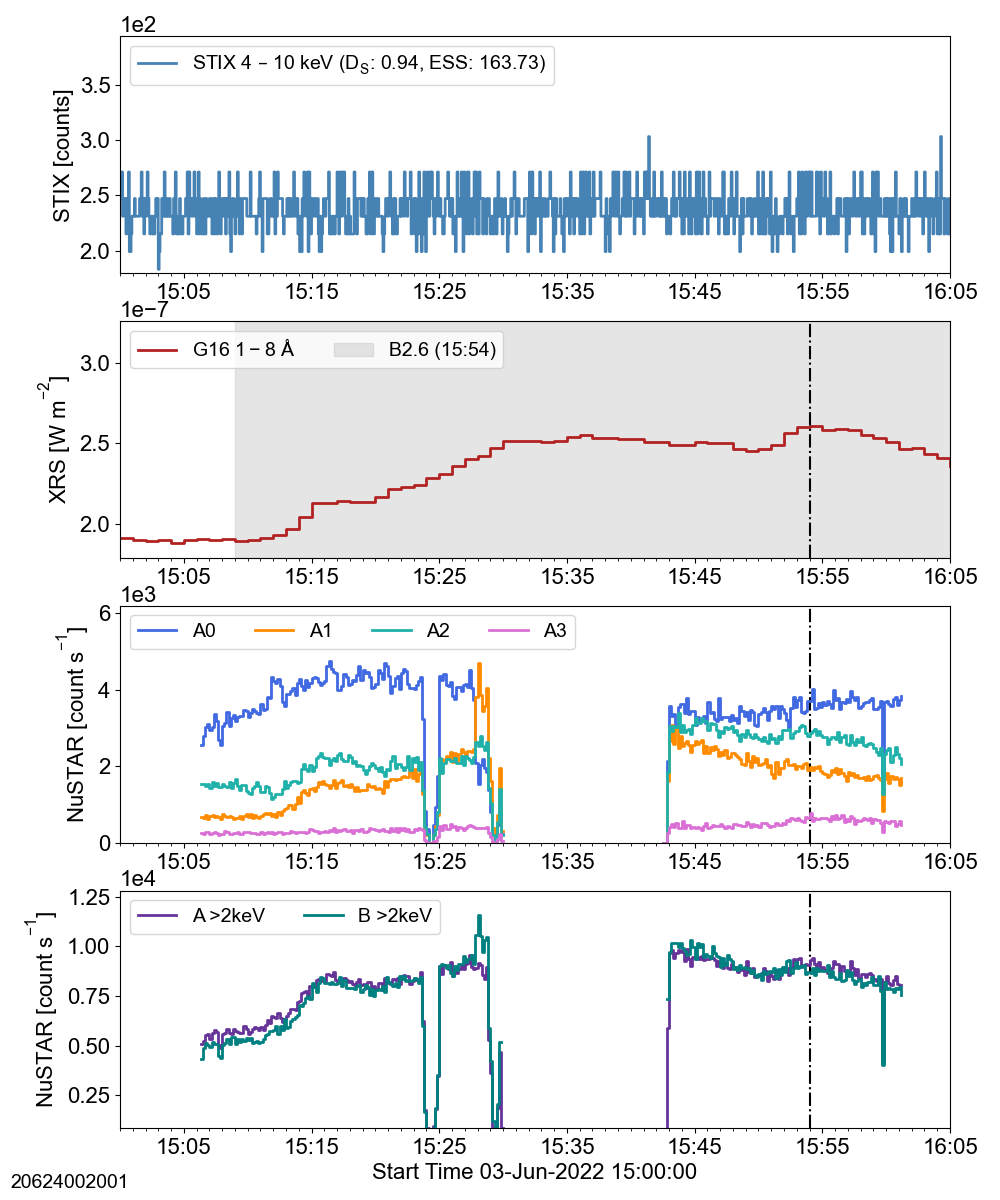 1e2
STIX 4 – 10 keV (D_S: 0.94, ESS: 163.73)
STIX [counts]
3.5
3.0
2.5
2.0
15:05 15:15 15:25 15:35 15:45 15:55 16:05
1e−7
G16 1 – 8 Å B2.6 (15:54)
XRS [W m⁻²]
3.0
2.5
2.0
15:05 15:15 15:25 15:35 15:45 15:55 16:05
1e3
A0 A1 A2 A3
NuSTAR [count s⁻¹]
6
4
2
0
15:05 15:15 15:25 15:35 15:45 15:55 16:05
1e4
A >2keV B >2keV
NuSTAR [count s⁻¹]
1.25
1.00
0.75
0.50
0.25
15:05 15:15 15:25 15:35 15:45 15:55 16:05
Start Time 03-Jun-2022 15:00:00
20624002001